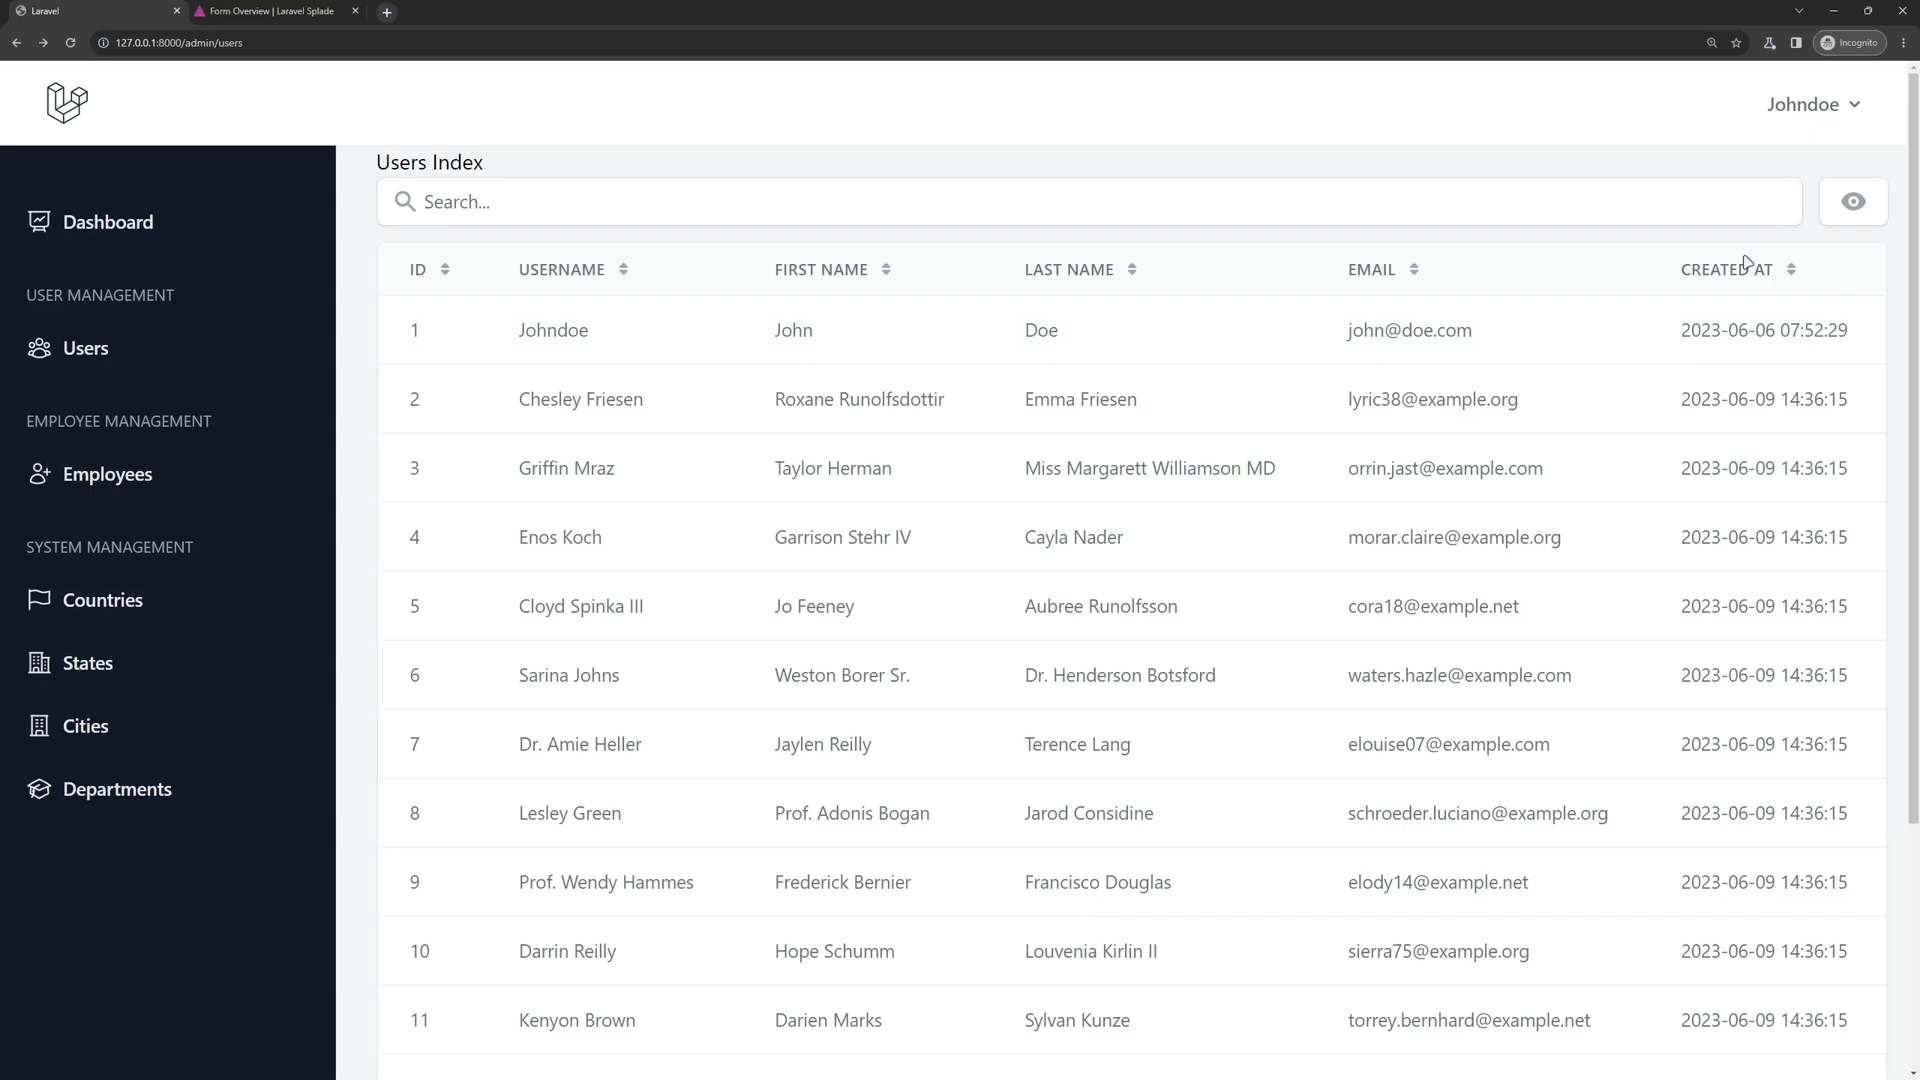 Laravel
Form Overview | Laravel Splade
127.0.0.1:8000/admin/users
Incognito
Johndoe
Users Index
Search...
Dashboard
USER MANAGEMENT
Users
EMPLOYEE MANAGEMENT
Employees
SYSTEM MANAGEMENT
Countries
States
Cities
Departments
ID USERNAME FIRST NAME LAST NAME EMAIL CREATED AT
1 Johndoe John Doe john@doe.com 2023-06-06 07:52:29
2 Chesley Friesen Roxane Runolfsdottir Emma Friesen lyric38@example.org 2023-06-09 14:36:15
3 Griffin Mraz Taylor Herman Miss Margarett Williamson MD orrin.jast@example.com 2023-06-09 14:36:15
4 Enos Koch Garrison Stehr IV Cayla Nader morar.claire@example.org 2023-06-09 14:36:15
5 Cloyd Spinka III Jo Feeney Aubree Runolfsson cora18@example.net 2023-06-09 14:36:15
6 Sarina Johns Weston Borer Sr. Dr. Henderson Botsford waters.hazle@example.com 2023-06-09 14:36:15
7 Dr. Amie Heller Jaylen Reilly Terence Lang elouise07@example.com 2023-06-09 14:36:15
8 Lesley Green Prof. Adonis Bogan Jarod Considine schroeder.luciano@example.org 2023-06-09 14:36:15
9 Prof. Wendy Hammes Frederick Bernier Francisco Douglas elody14@example.net 2023-06-09 14:36:15
10 Darrin Reilly Hope Schumm Louvenia Kirlin II sierra75@example.org 2023-06-09 14:36:15
11 Kenyon Brown Darien Marks Sylvan Kunze torrey.bernhard@example.net 2023-06-09 14:36:15